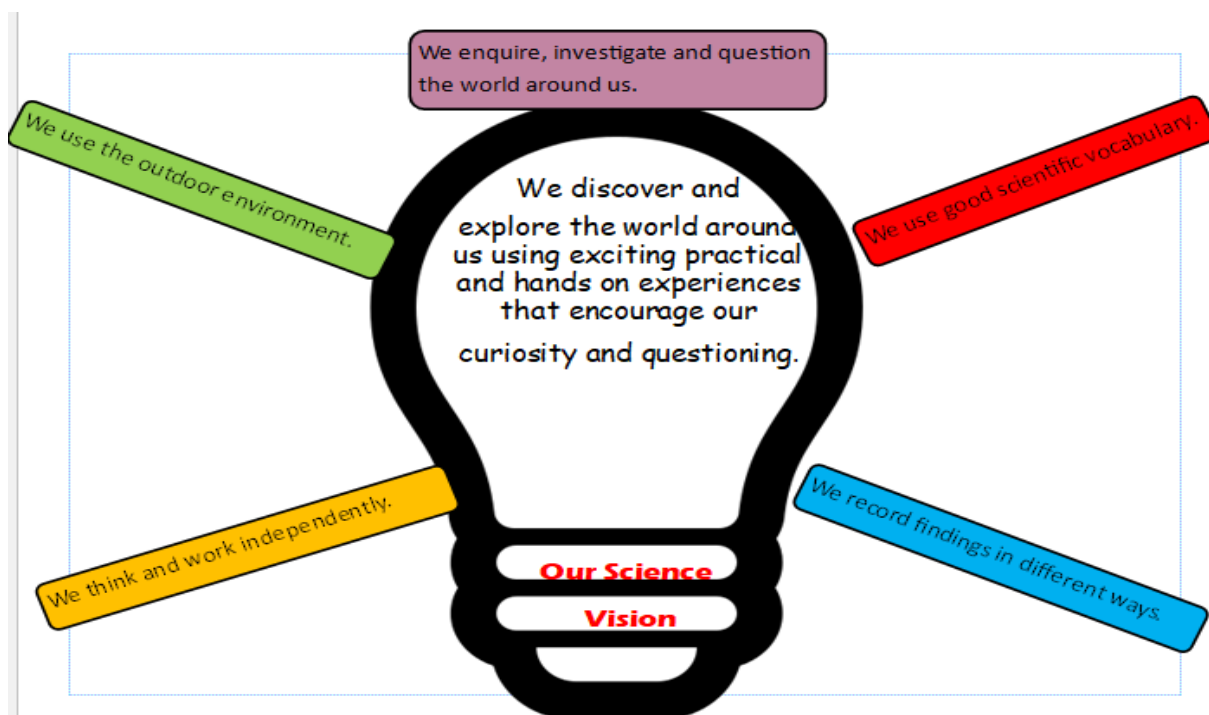 We enquire, investigate and question
the world around us.
We use the outdoor environment.
We use good scientific vocabulary.
We discover and
explore the world around
us using exciting practical
and hands on experiences
that encourage our
curiosity and questioning.
We think and work independently.
We record findings in different ways.
Our Science
Vision